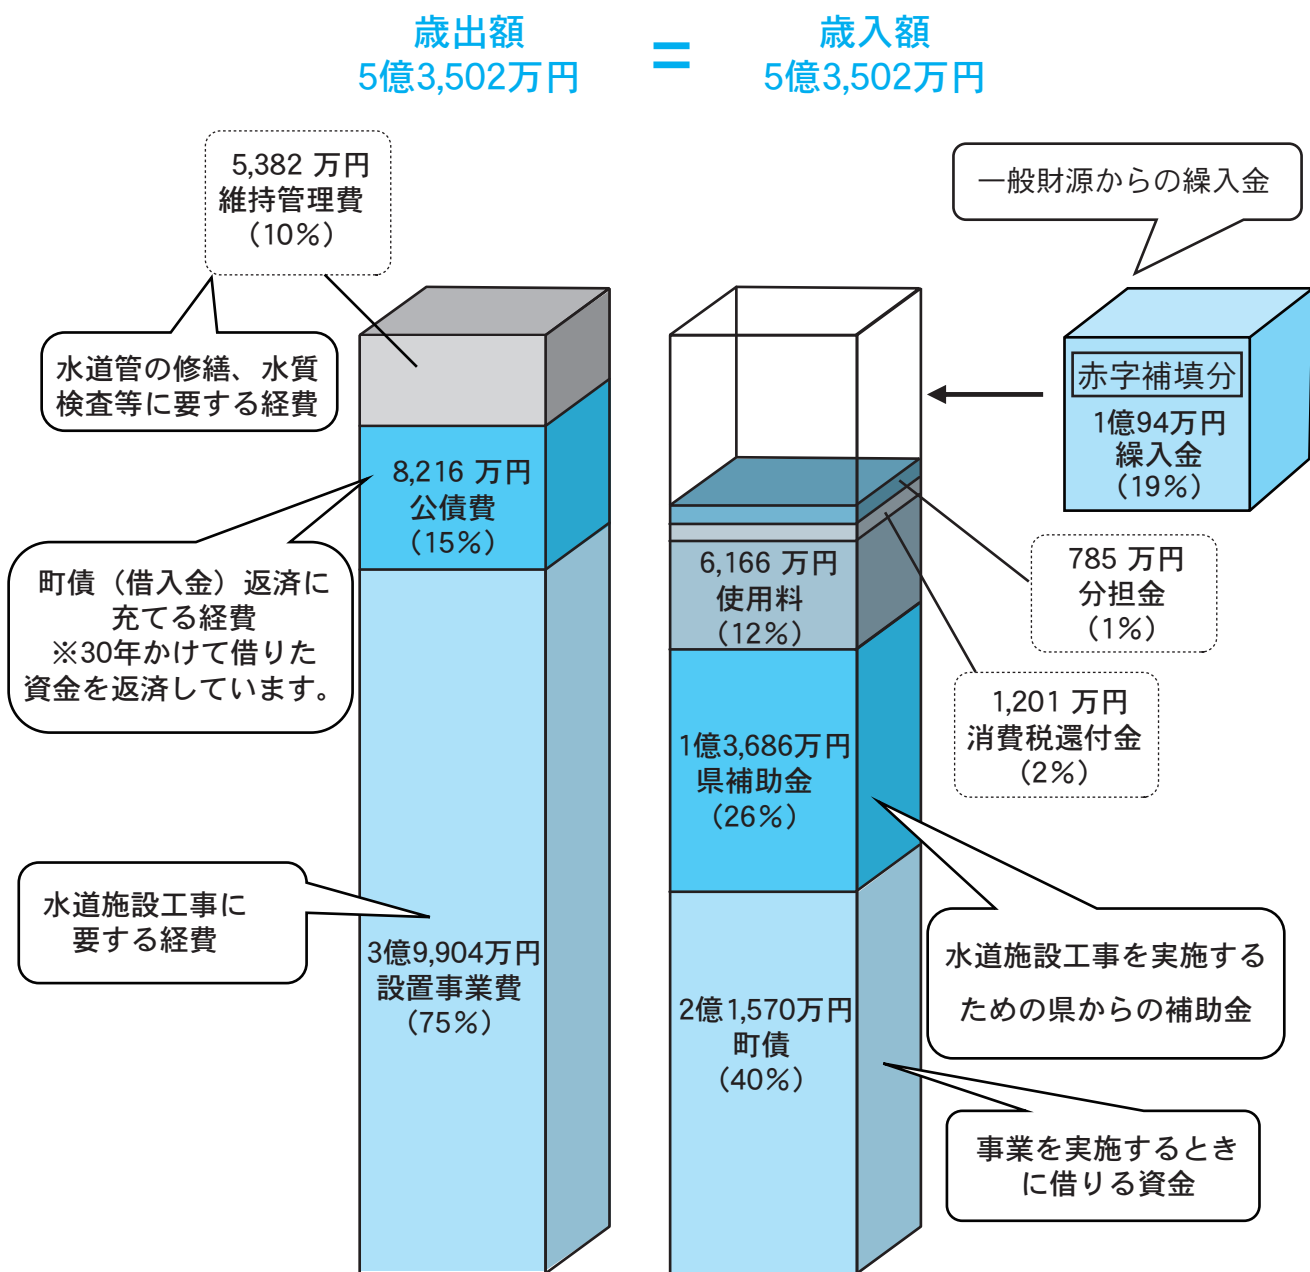 歳出額
5億3,502万円
=
歳入額
5億3,502万円
5,382 万円
維持管理費
(10%)
一般財源からの繰入金
水道管の修繕、水質
検査等に要する経費
赤字補填分
1億94万円
繰入金
(19%)
8,216 万円
公債費
(15%)
町債(借入金)返済に
充てる経費
※30年かけて借りた
資金を返済しています。
6,166 万円
使用料
(12%)
785 万円
分担金
(1%)
1,201 万円
消費税還付金
(2%)
1億3,686万円
県補助金
(26%)
水道施設工事に
要する経費
3億9,904万円
設置事業費
(75%)
水道施設工事を実施する
ための県からの補助金
2億1,570万円
町債
(40%)
事業を実施するとき
に借りる資金